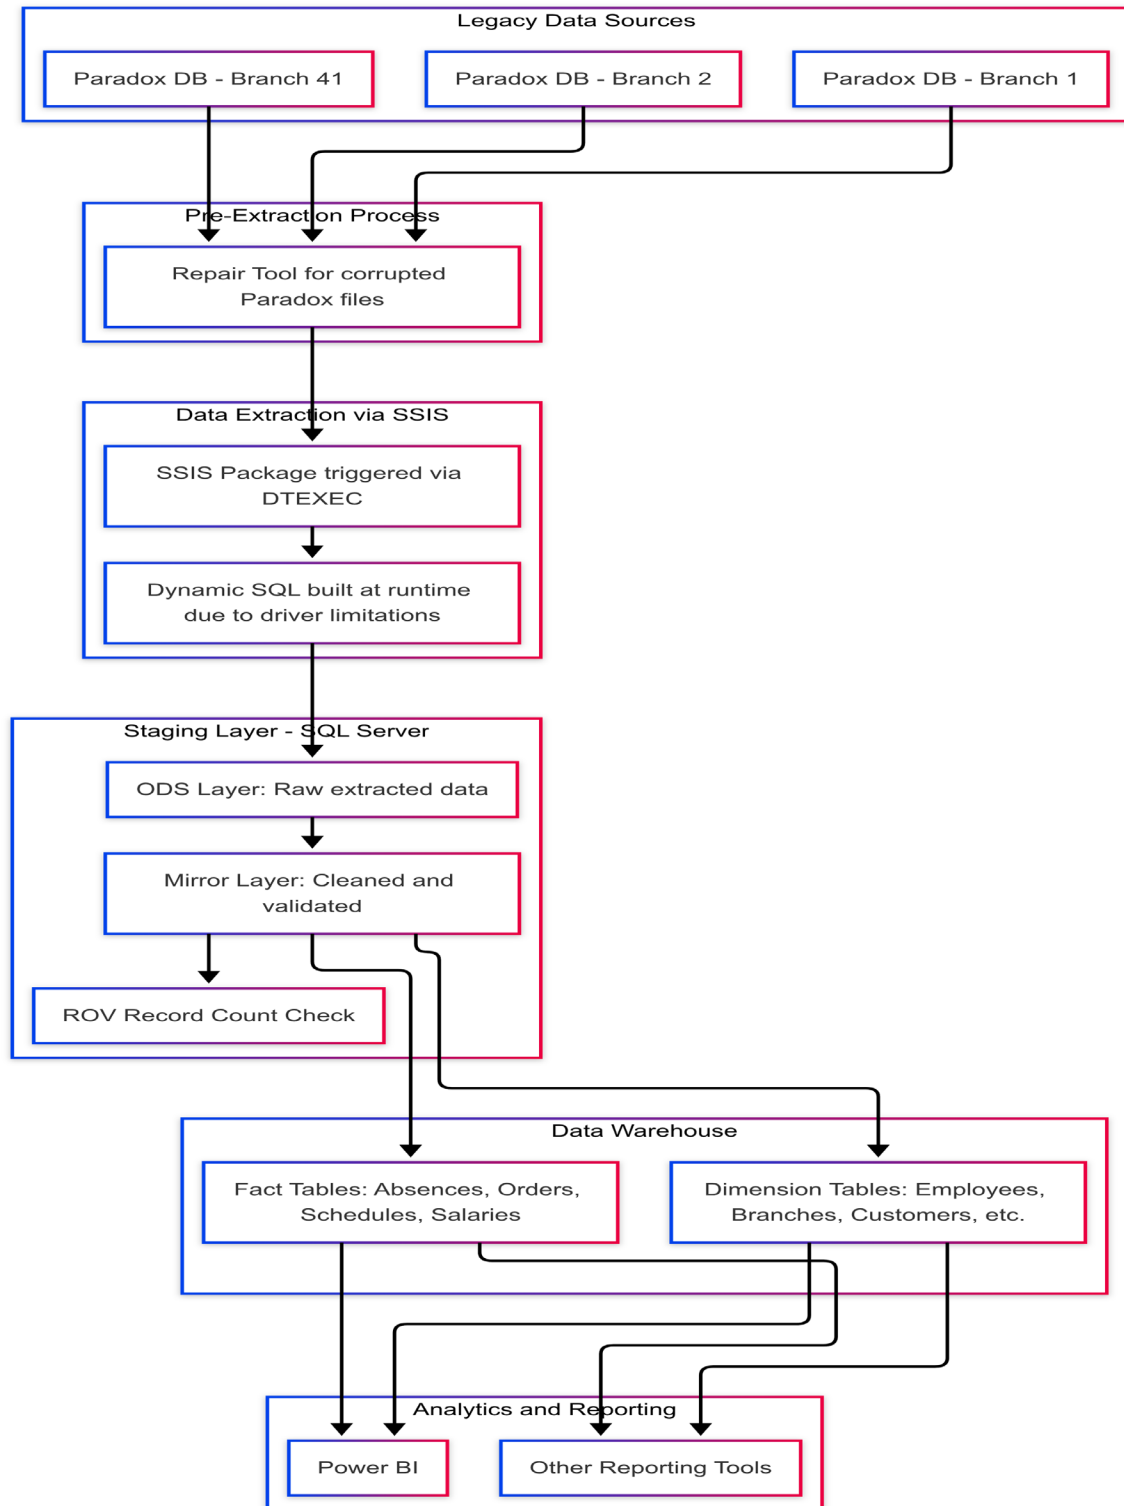 Legacy Data Sources
Paradox DB - Branch 41
Paradox DB - Branch 2
Paradox DB - Branch 1
Pre-Extraction Process
Repair Tool for corrupted
Paradox files
Data Extraction via SSIS
SSIS Package triggered via
DTEXEC
Dynamic SQL built at runtime
due to driver limitations
Staging Layer - SQL Server
ODS Layer: Raw extracted data
Mirror Layer: Cleaned and
validated
ROV Record Count Check
Data Warehouse
Fact Tables: Absences, Orders,
Schedules, Salaries
Dimension Tables: Employees,
Branches, Customers, etc.
Analytics and Reporting
Power BI
Other Reporting Tools